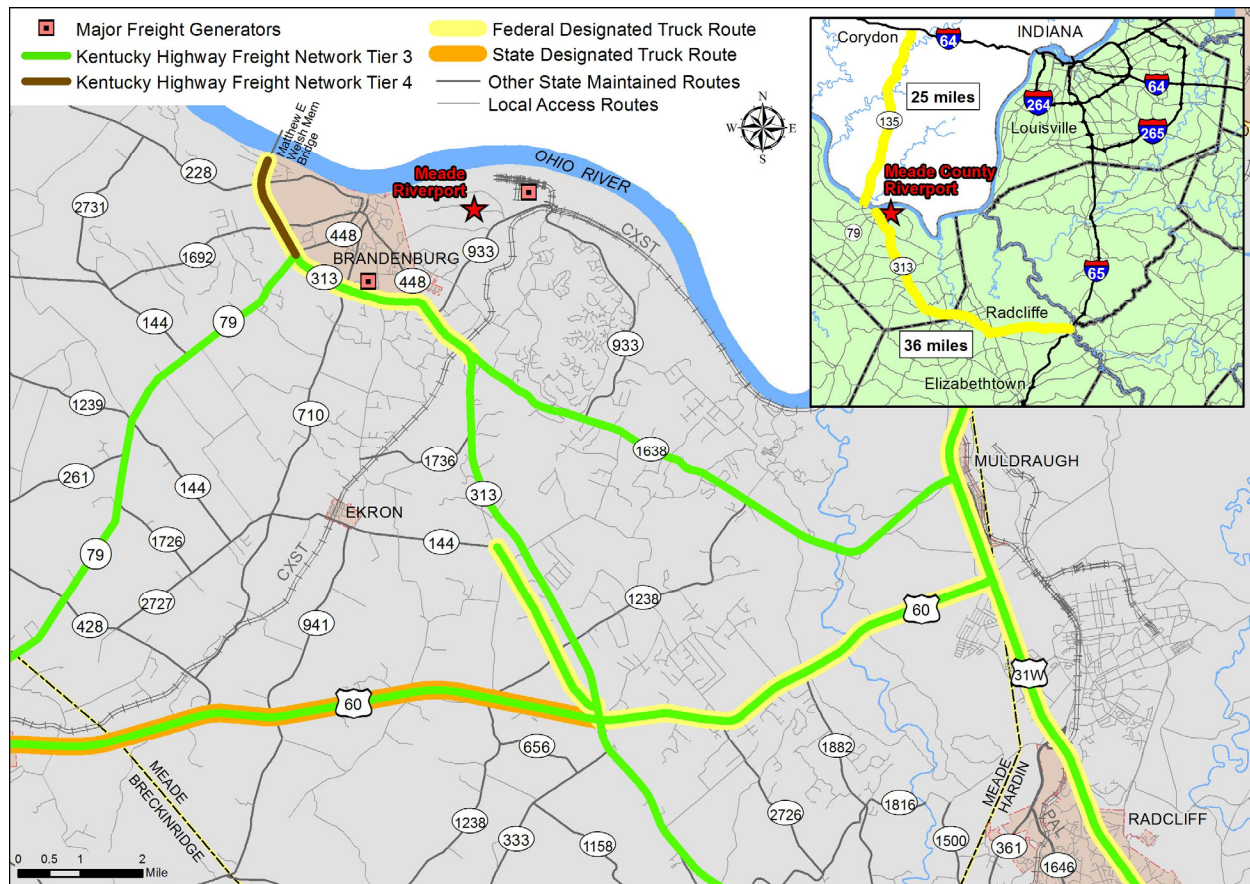 Major Freight Generators
Kentucky Highway Freight Network Tier 3
Kentucky Highway Freight Network Tier 4
Federal Designated Truck Route
State Designated Truck Route
Other State Maintained Routes
Local Access Routes
N
W E
S
Matthew E
Welsh Mem
Bridge
OHIO RIVER
Meade
Riverport
228
2731
448
933
CXST
1692
BRANDENBURG
313
448
144
79
933
1239
710
1638
1736
MULDRAUGH
261
144
313
EKRON
144
79
1726
CXST
2727
1238
60
428
941
31W
60
656
1882
MEADE
BRECKINRIDGE
MEADE
HARDIN
1238
333
1158
2726
1816
1500
361
PAL
1646
RADCLIFF
0 0.5 1 2
Mile
Corydon
64
INDIANA
25 miles
264
64
265
135
Louisville
Meade County
Riverport
79
313
65
Radcliffe
36 miles
Elizabethtown